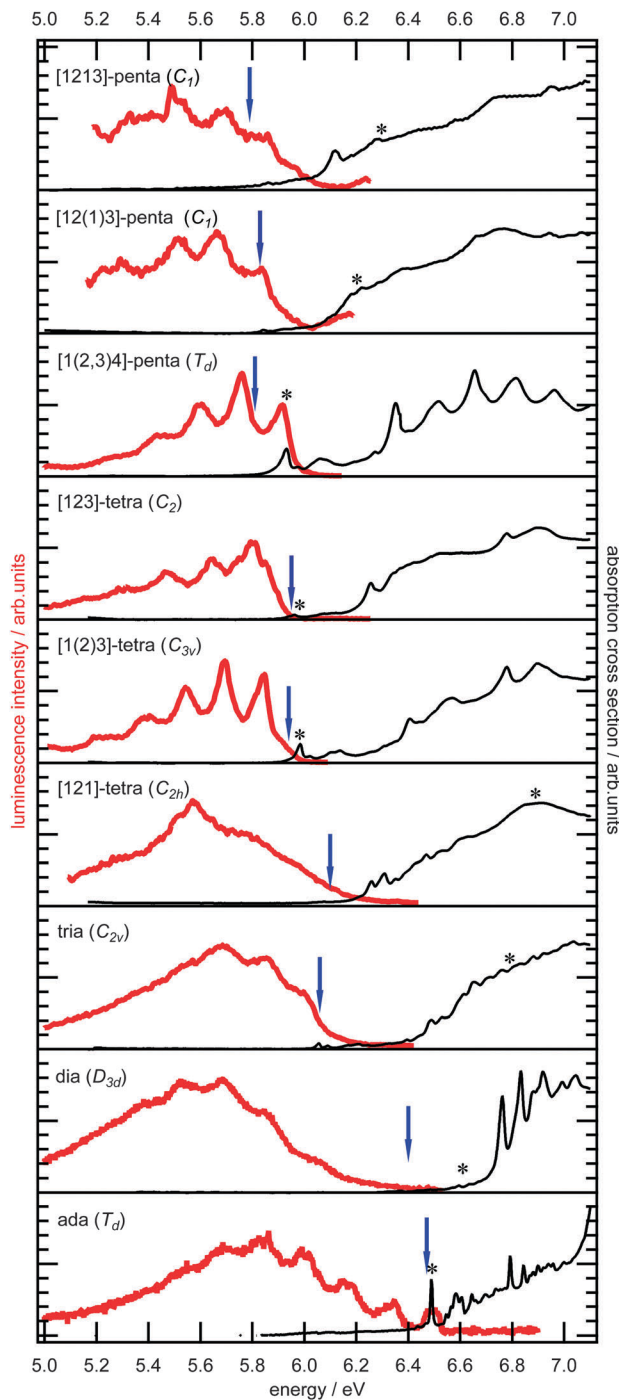 [1213]-penta (C1)
*
[12(1)3]-penta (C1)
*
[1(2,3)4]-penta (Td)
*
[123]-tetra (C2)
*
[1(2)3]-tetra (C3v)
*
[121]-tetra (C2h)
*
tria (C2v)
*
dia (D3d)
*
ada (Td)
*
luminescence intensity / arb.units
absorption cross section / arb.units
5.0 5.2 5.4 5.6 5.8 6.0 6.2 6.4 6.6 6.8 7.0
5.0 5.2 5.4 5.6 5.8 6.0 6.2 6.4 6.6 6.8 7.0
energy / eV